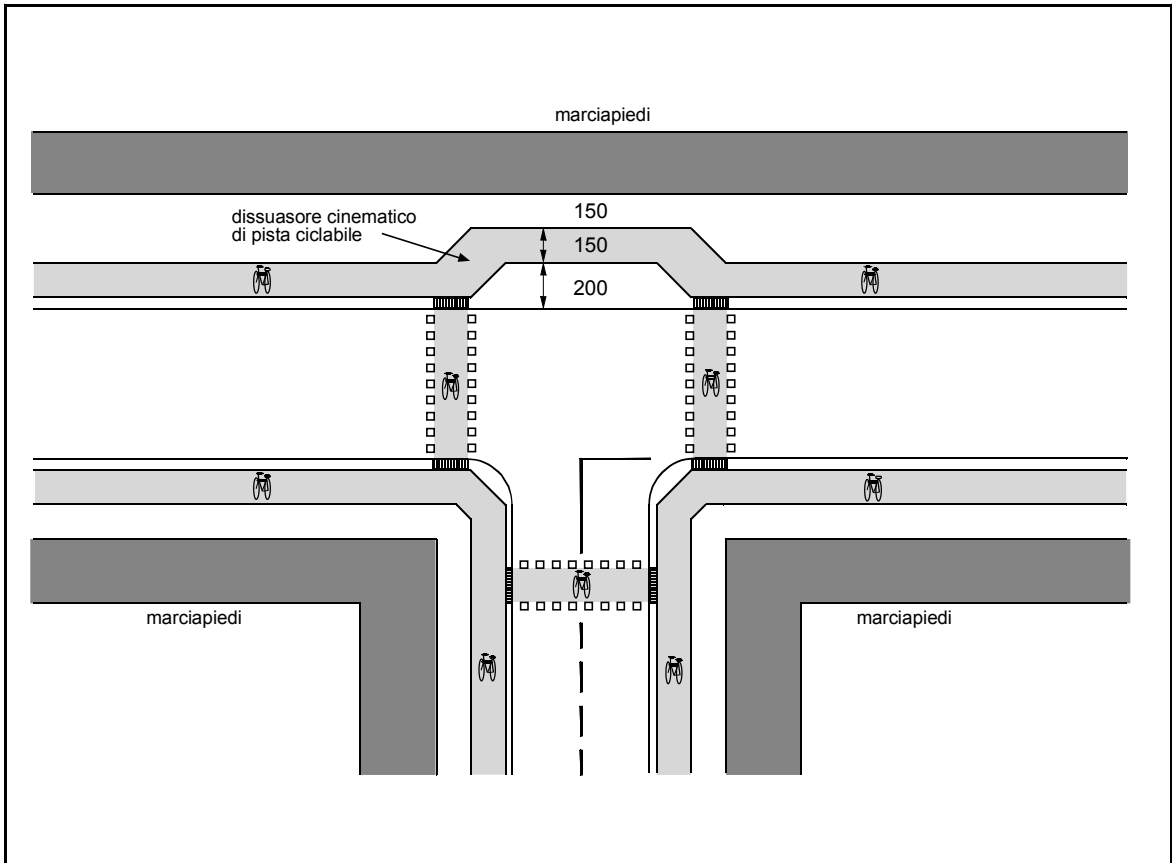 marciapiedi
150
dissuasore cinematico
di pista ciclabile
150
200
marciapiedi
marciapiedi